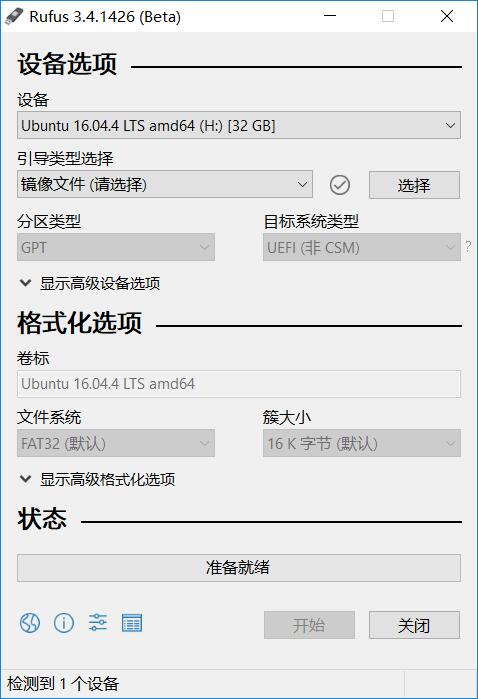 Rufus 3.4.1426 (Beta)
设备选项
设备
Ubuntu 16.04.4 LTS amd64 (H:) [32 GB]
引导类型选择
镜像文件 (请选择)
选择
分区类型
目标系统类型
GPT
UEFI (非 CSM)
?
显示高级设备选项
格式化选项
卷标
Ubuntu 16.04.4 LTS amd64
文件系统
簇大小
FAT32 (默认)
16 K 字节 (默认)
显示高级格式化选项
状态
准备就绪
开始
关闭
检测到 1 个设备